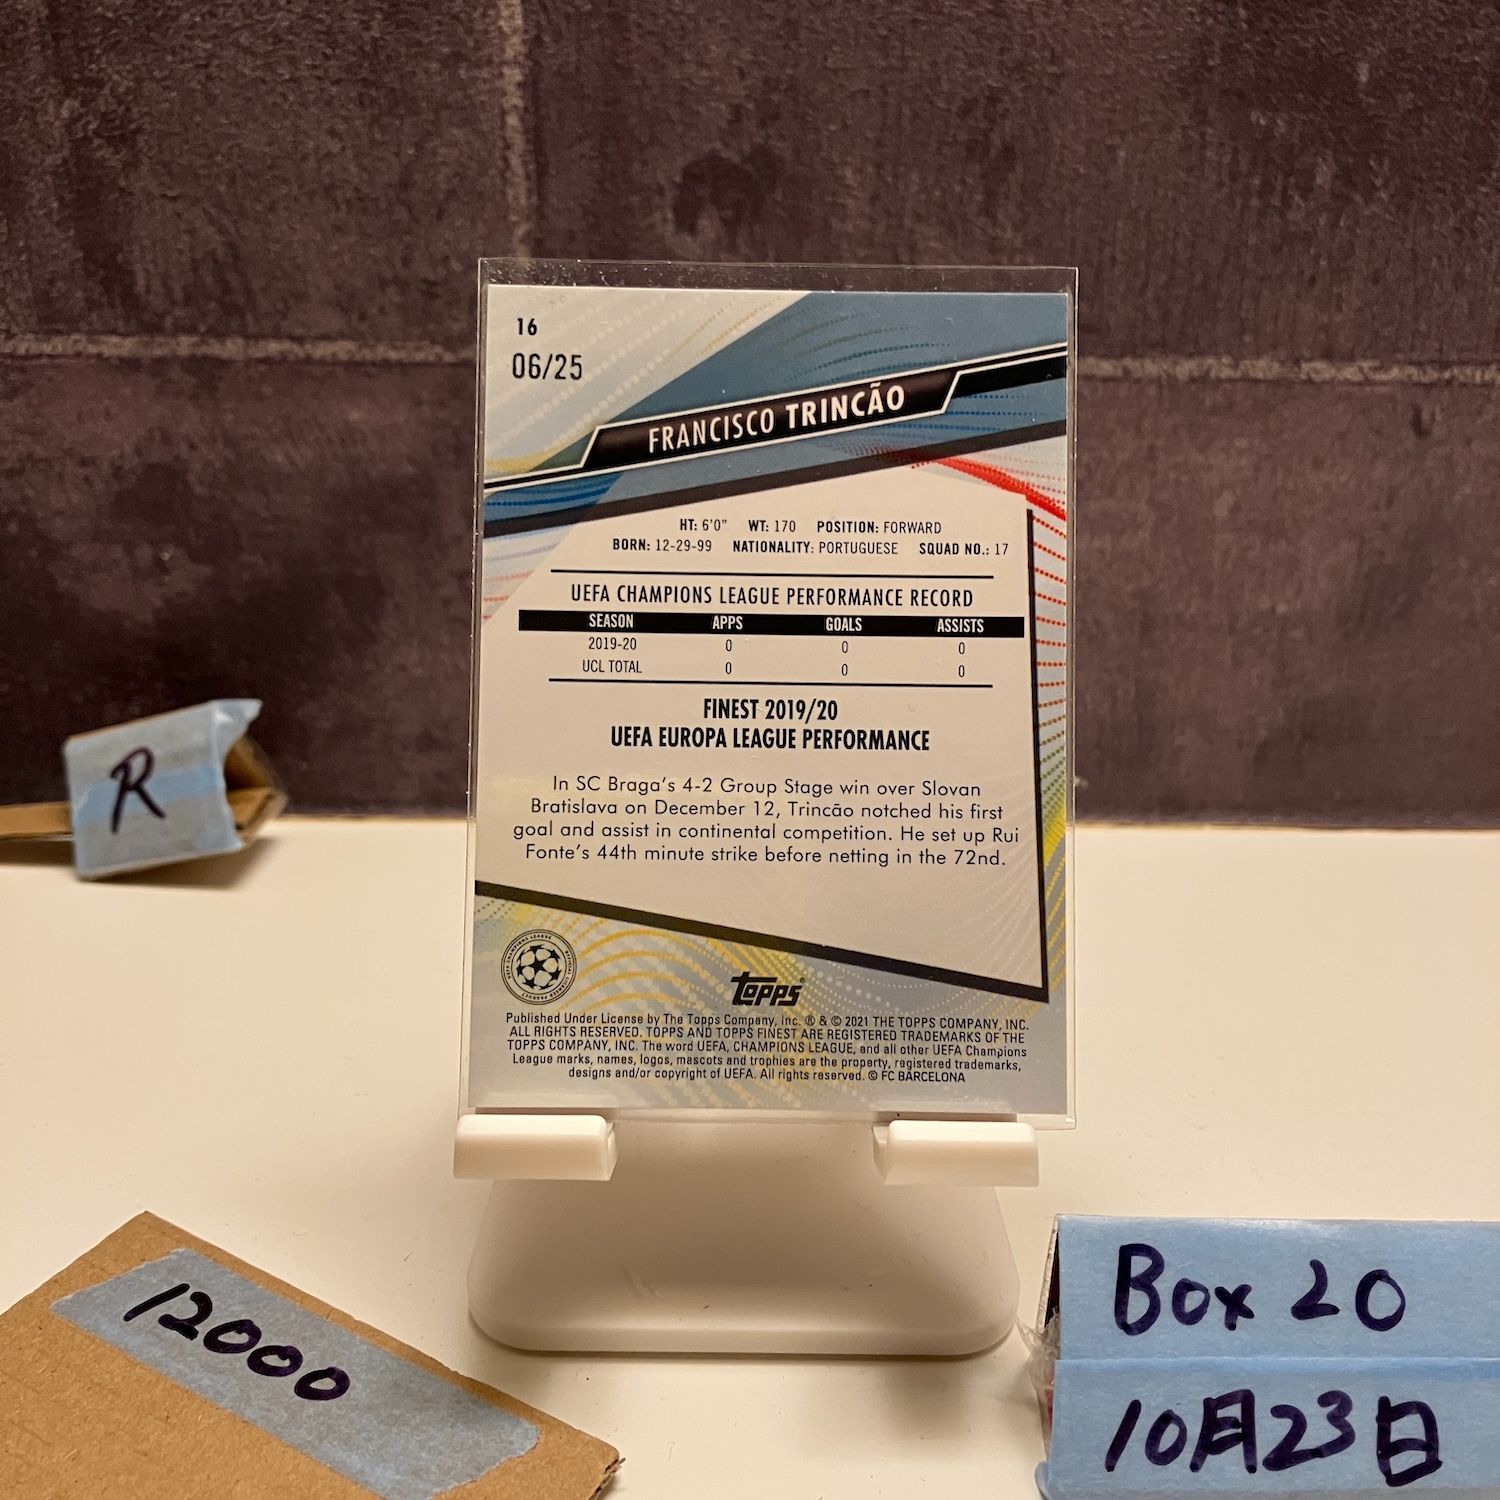 16
06/25
FRANCISCO TRINCÃO
HT: 6'0" WT: 170 POSITION: FORWARD
BORN: 12-29-99 NATIONALITY: PORTUGUESE SQUAD NO.: 17
UEFA CHAMPIONS LEAGUE PERFORMANCE RECORD
SEASON APPS GOALS ASSISTS
2019-20 0 0 0
UCL TOTAL 0 0 0
FINEST 2019/20
UEFA EUROPA LEAGUE PERFORMANCE
In SC Braga's 4-2 Group Stage win over Slovan
Bratislava on December 12, Trincão notched his first
goal and assist in continental competition. He set up Rui
Fonte's 44th minute strike before netting in the 72nd.
TOPPS
Published Under License by The Topps Company, Inc. ® & © 2021 THE TOPPS COMPANY, INC.
ALL RIGHTS RESERVED. TOPPS AND TOPPS FINEST ARE REGISTERED TRADEMARKS OF THE
TOPPS COMPANY, INC. The word UEFA, CHAMPIONS LEAGUE, and all other UEFA Champions
League marks, names, logos, mascots and trophies are the property, registered trademarks,
designs and/or copyright of UEFA. All rights reserved. © FC BARCELONA
R
12000
Box 20
10月23日